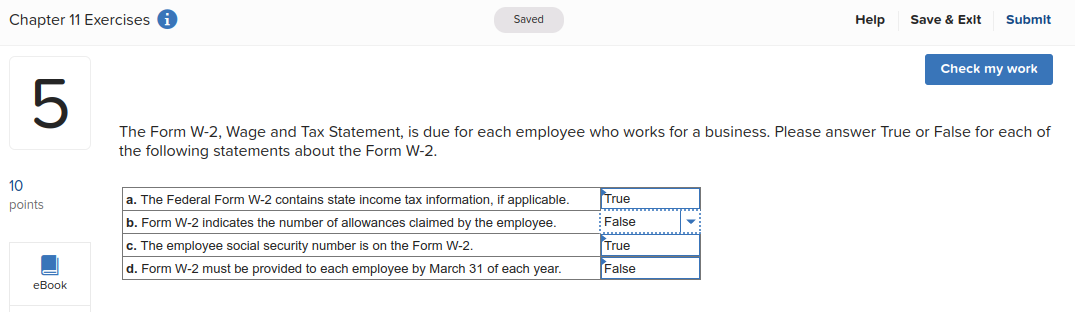 Chapter 11 Exercises i
Saved
Help Save & Exit Submit
Check my work
5
The Form W-2, Wage and Tax Statement, is due for each employee who works for a business. Please answer True or False for each of
the following statements about the Form W-2.
10
points
a. The Federal Form W-2 contains state income tax information, if applicable. True
b. Form W-2 indicates the number of allowances claimed by the employee. False
c. The employee social security number is on the Form W-2. True
d. Form W-2 must be provided to each employee by March 31 of each year. False
eBook